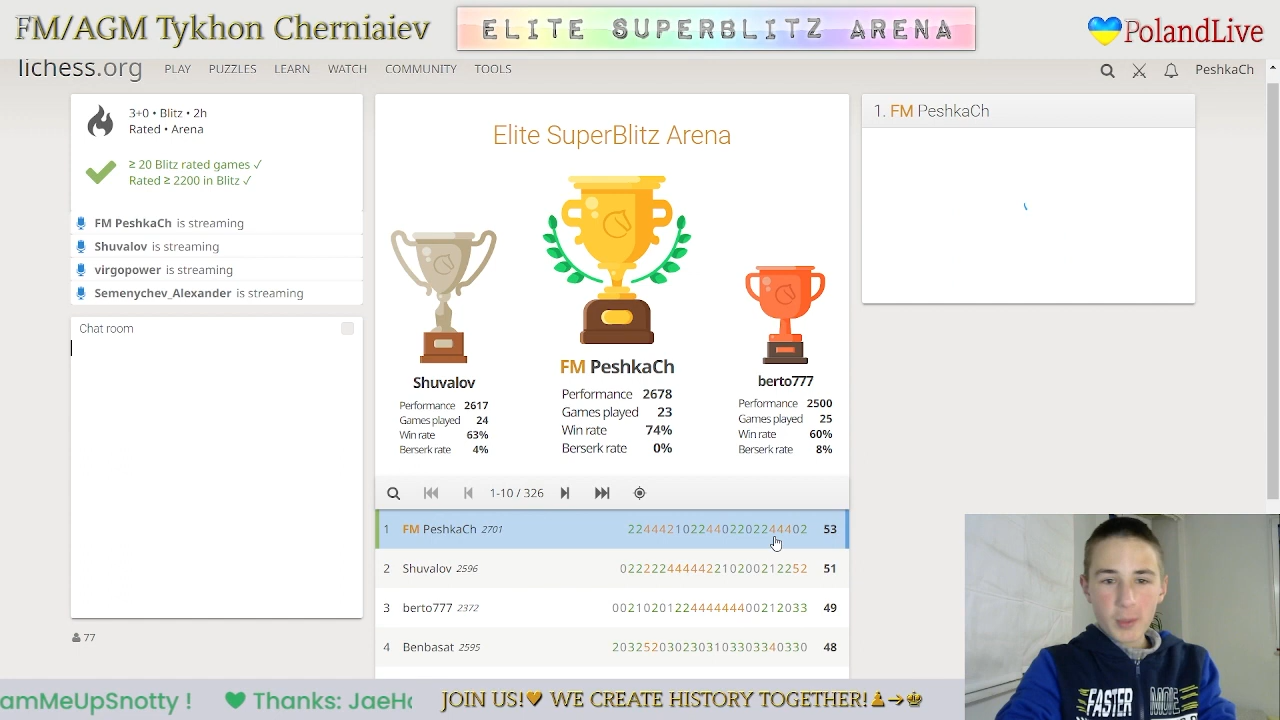 FM/AGM Tykhon Cherniaiev
ELITE SUPERBLITZ ARENA
PolandLive
lichess.org
PLAY PUZZLES LEARN WATCH COMMUNITY TOOLS
PeshkaCh
3+0 • Blitz • 2h
Rated • Arena
≥ 20 Blitz rated games ✓
Rated ≥ 2200 in Blitz ✓
FM PeshkaCh is streaming
Shuvalov is streaming
virgopower is streaming
Semenychev_Alexander is streaming
Chat room
77
Elite SuperBlitz Arena
Shuvalov
Performance 2617
Games played 24
Win rate 63%
Berserk rate 4%
FM PeshkaCh
Performance 2678
Games played 23
Win rate 74%
Berserk rate 0%
berto777
Performance 2500
Games played 25
Win rate 60%
Berserk rate 8%
1-10 / 326
1 FM PeshkaCh 2701 22444210224402202244402 53
2 Shuvalov 2596 022222444442210200212252 51
3 berto777 2372 0021020122444444400212033 49
4 Benbasat 2595 2032520302303103303340330 48
1. FM PeshkaCh
FASTER MORE
amMeUpSnotty !
Thanks: JaeHo
JOIN US! WE CREATE HISTORY TOGETHER!